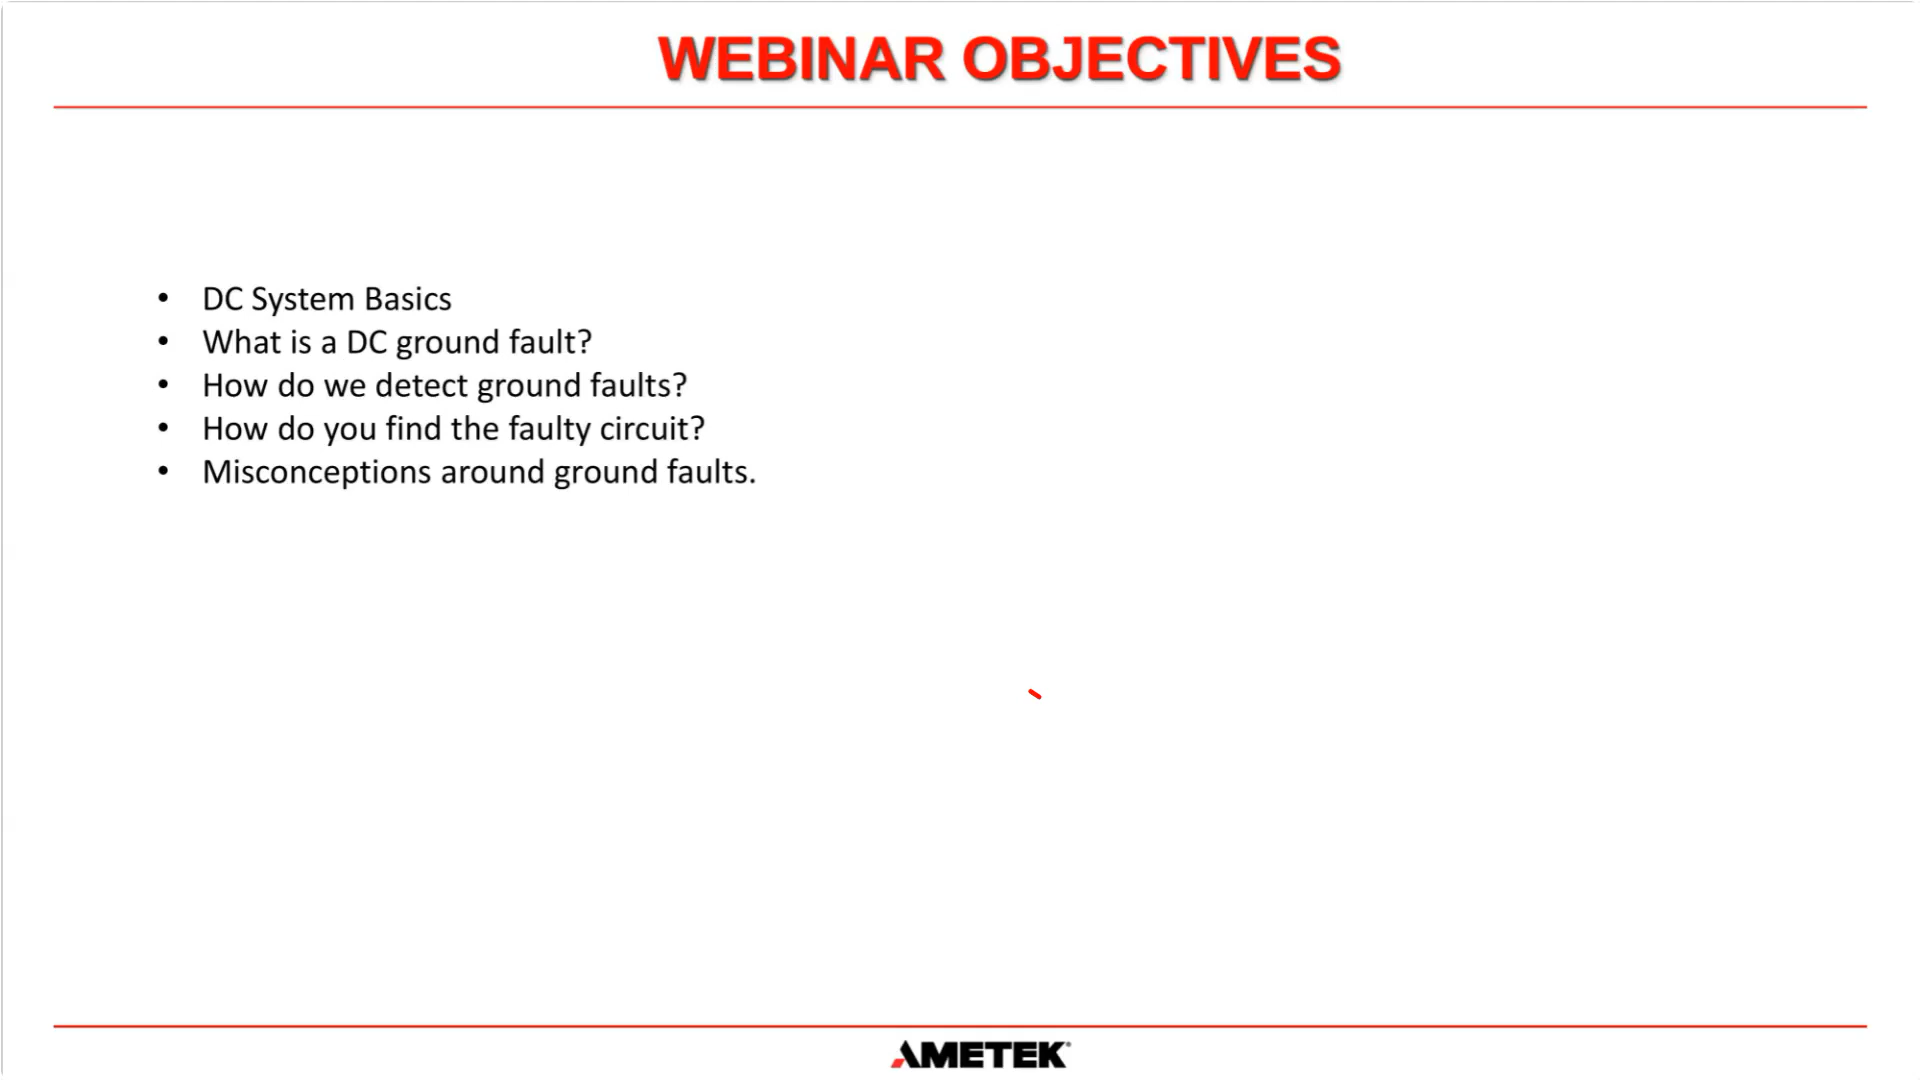 WEBINAR OBJECTIVES
• DC System Basics
• What is a DC ground fault?
• How do we detect ground faults?
• How do you find the faulty circuit?
• Misconceptions around ground faults.
AMETEK®